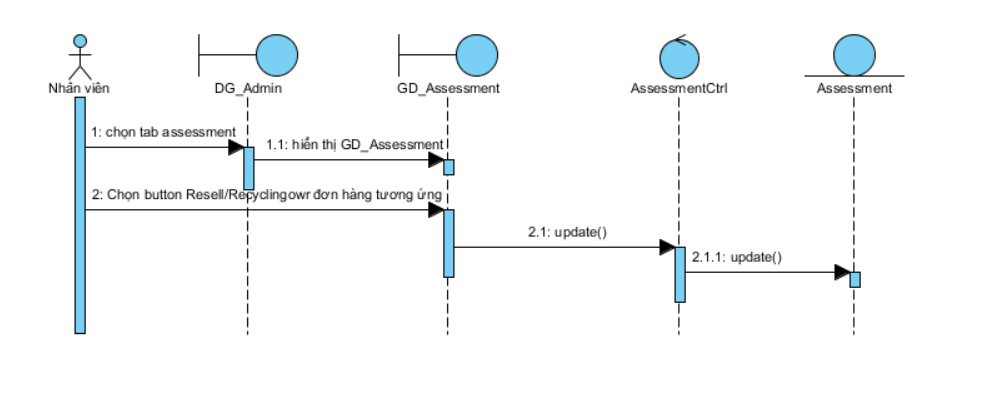 Nhân viên
DG_Admin
GD_Assessment
AssessmentCtrl
Assessment
1: chọn tab assessment
1.1: hiển thị GD_Assessment
2: Chọn button Resell/Recyclingowr đơn hàng tương ứng
2.1: update()
2.1.1: update()